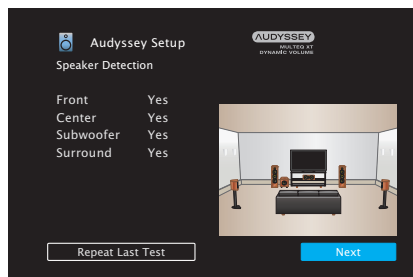 Audyssey Setup
AUDYSSEY
MULTEQ XT
DYNAMIC VOLUME
Speaker Detection
Front Yes
Center Yes
Subwoofer Yes
Surround Yes
Repeat Last Test
Next